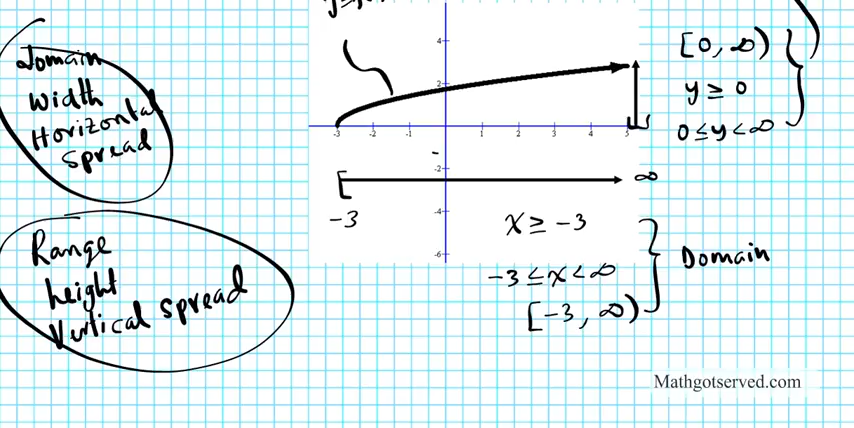 Domain
Width
Horizontal
Spread
Range
height
Vertical spread
4
2
-3 -2 -1 1 2 3 4 5
-2
-4
-6
[0, ∞)
y ≥ 0
0 ≤ y < ∞
∞
-3
x ≥ -3
-3 ≤ x < ∞
[-3, ∞)
Domain
Mathgotserved.com